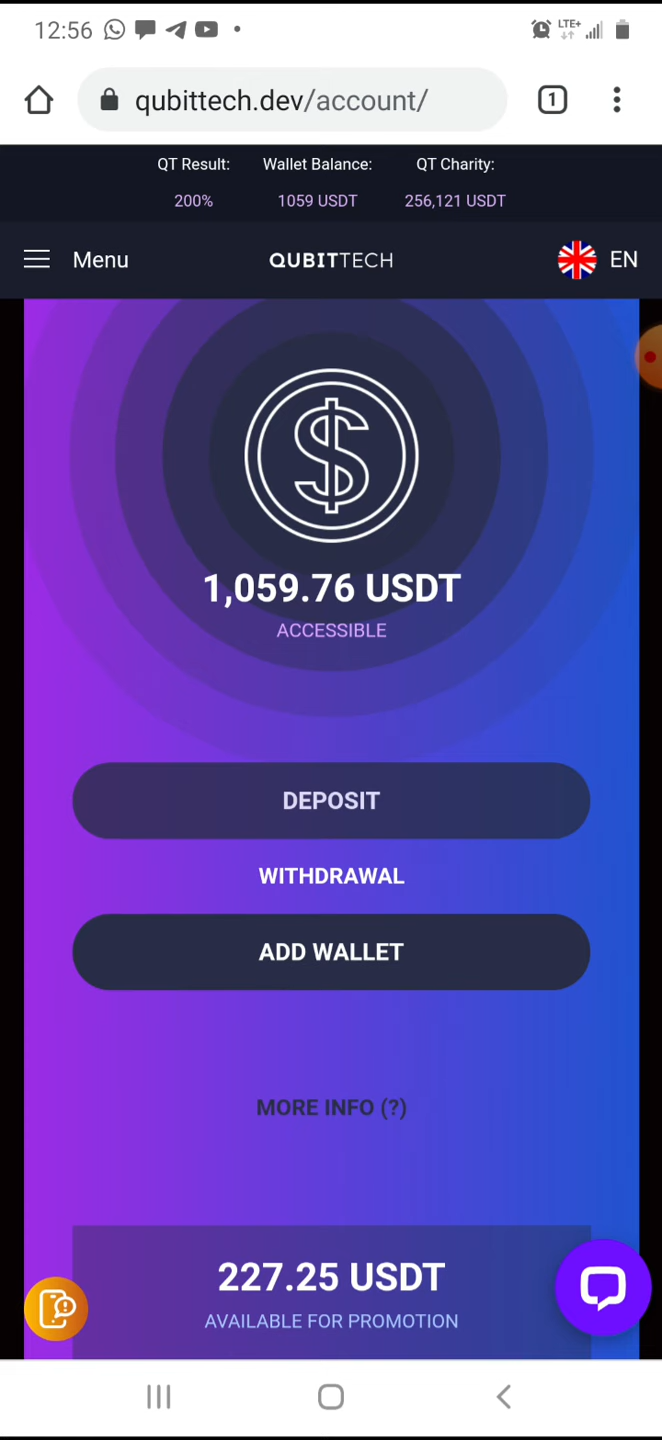 12:56
LTE+
qubittech.dev/account/
1
QT Result: Wallet Balance: QT Charity:
200% 1059 USDT 256,121 USDT
Menu QUBITTECH EN
$
1,059.76 USDT
ACCESSIBLE
DEPOSIT
WITHDRAWAL
ADD WALLET
MORE INFO (?)
227.25 USDT
AVAILABLE FOR PROMOTION